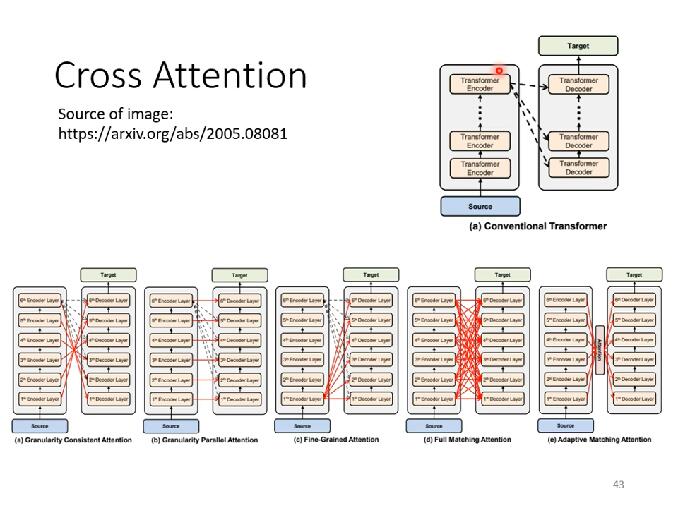 Cross Attention
Source of image:
https://arxiv.org/abs/2005.08081
Target
Transformer
Encoder
Transformer
Decoder
Transformer
Encoder
Transformer
Decoder
Transformer
Encoder
Transformer
Decoder
Source
(a) Conventional Transformer
Target
6th Encoder Layer
6th Decoder Layer
5th Encoder Layer
5th Decoder Layer
4th Encoder Layer
4th Decoder Layer
3rd Encoder Layer
3rd Decoder Layer
2nd Encoder Layer
2nd Decoder Layer
1st Encoder Layer
1st Decoder Layer
Source
(a) Granularity Consistent Attention
Target
6th Encoder Layer
6th Decoder Layer
5th Encoder Layer
5th Decoder Layer
4th Encoder Layer
4th Decoder Layer
3rd Encoder Layer
3rd Decoder Layer
2nd Encoder Layer
2nd Decoder Layer
1st Encoder Layer
1st Decoder Layer
Source
(b) Granularity Parallel Attention
Target
6th Encoder Layer
6th Decoder Layer
5th Encoder Layer
5th Decoder Layer
4th Encoder Layer
4th Decoder Layer
3rd Encoder Layer
3rd Decoder Layer
2nd Encoder Layer
2nd Decoder Layer
1st Encoder Layer
1st Decoder Layer
Source
(c) Fine-Grained Attention
Target
6th Encoder Layer
6th Decoder Layer
5th Encoder Layer
5th Decoder Layer
4th Encoder Layer
4th Decoder Layer
3rd Encoder Layer
3rd Decoder Layer
2nd Encoder Layer
2nd Decoder Layer
1st Encoder Layer
1st Decoder Layer
Source
(d) Full Matching Attention
Target
6th Encoder Layer
6th Decoder Layer
5th Encoder Layer
5th Decoder Layer
4th Encoder Layer
4th Decoder Layer
3rd Encoder Layer
3rd Decoder Layer
2nd Encoder Layer
2nd Decoder Layer
1st Encoder Layer
1st Decoder Layer
Attention
Source
(e) Adaptive Matching Attention
43